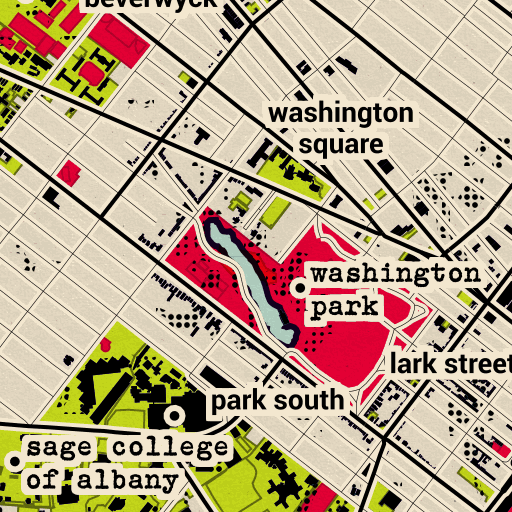 beverwyck
washington
square
washington
park
lark street
park south
sage college
of albany